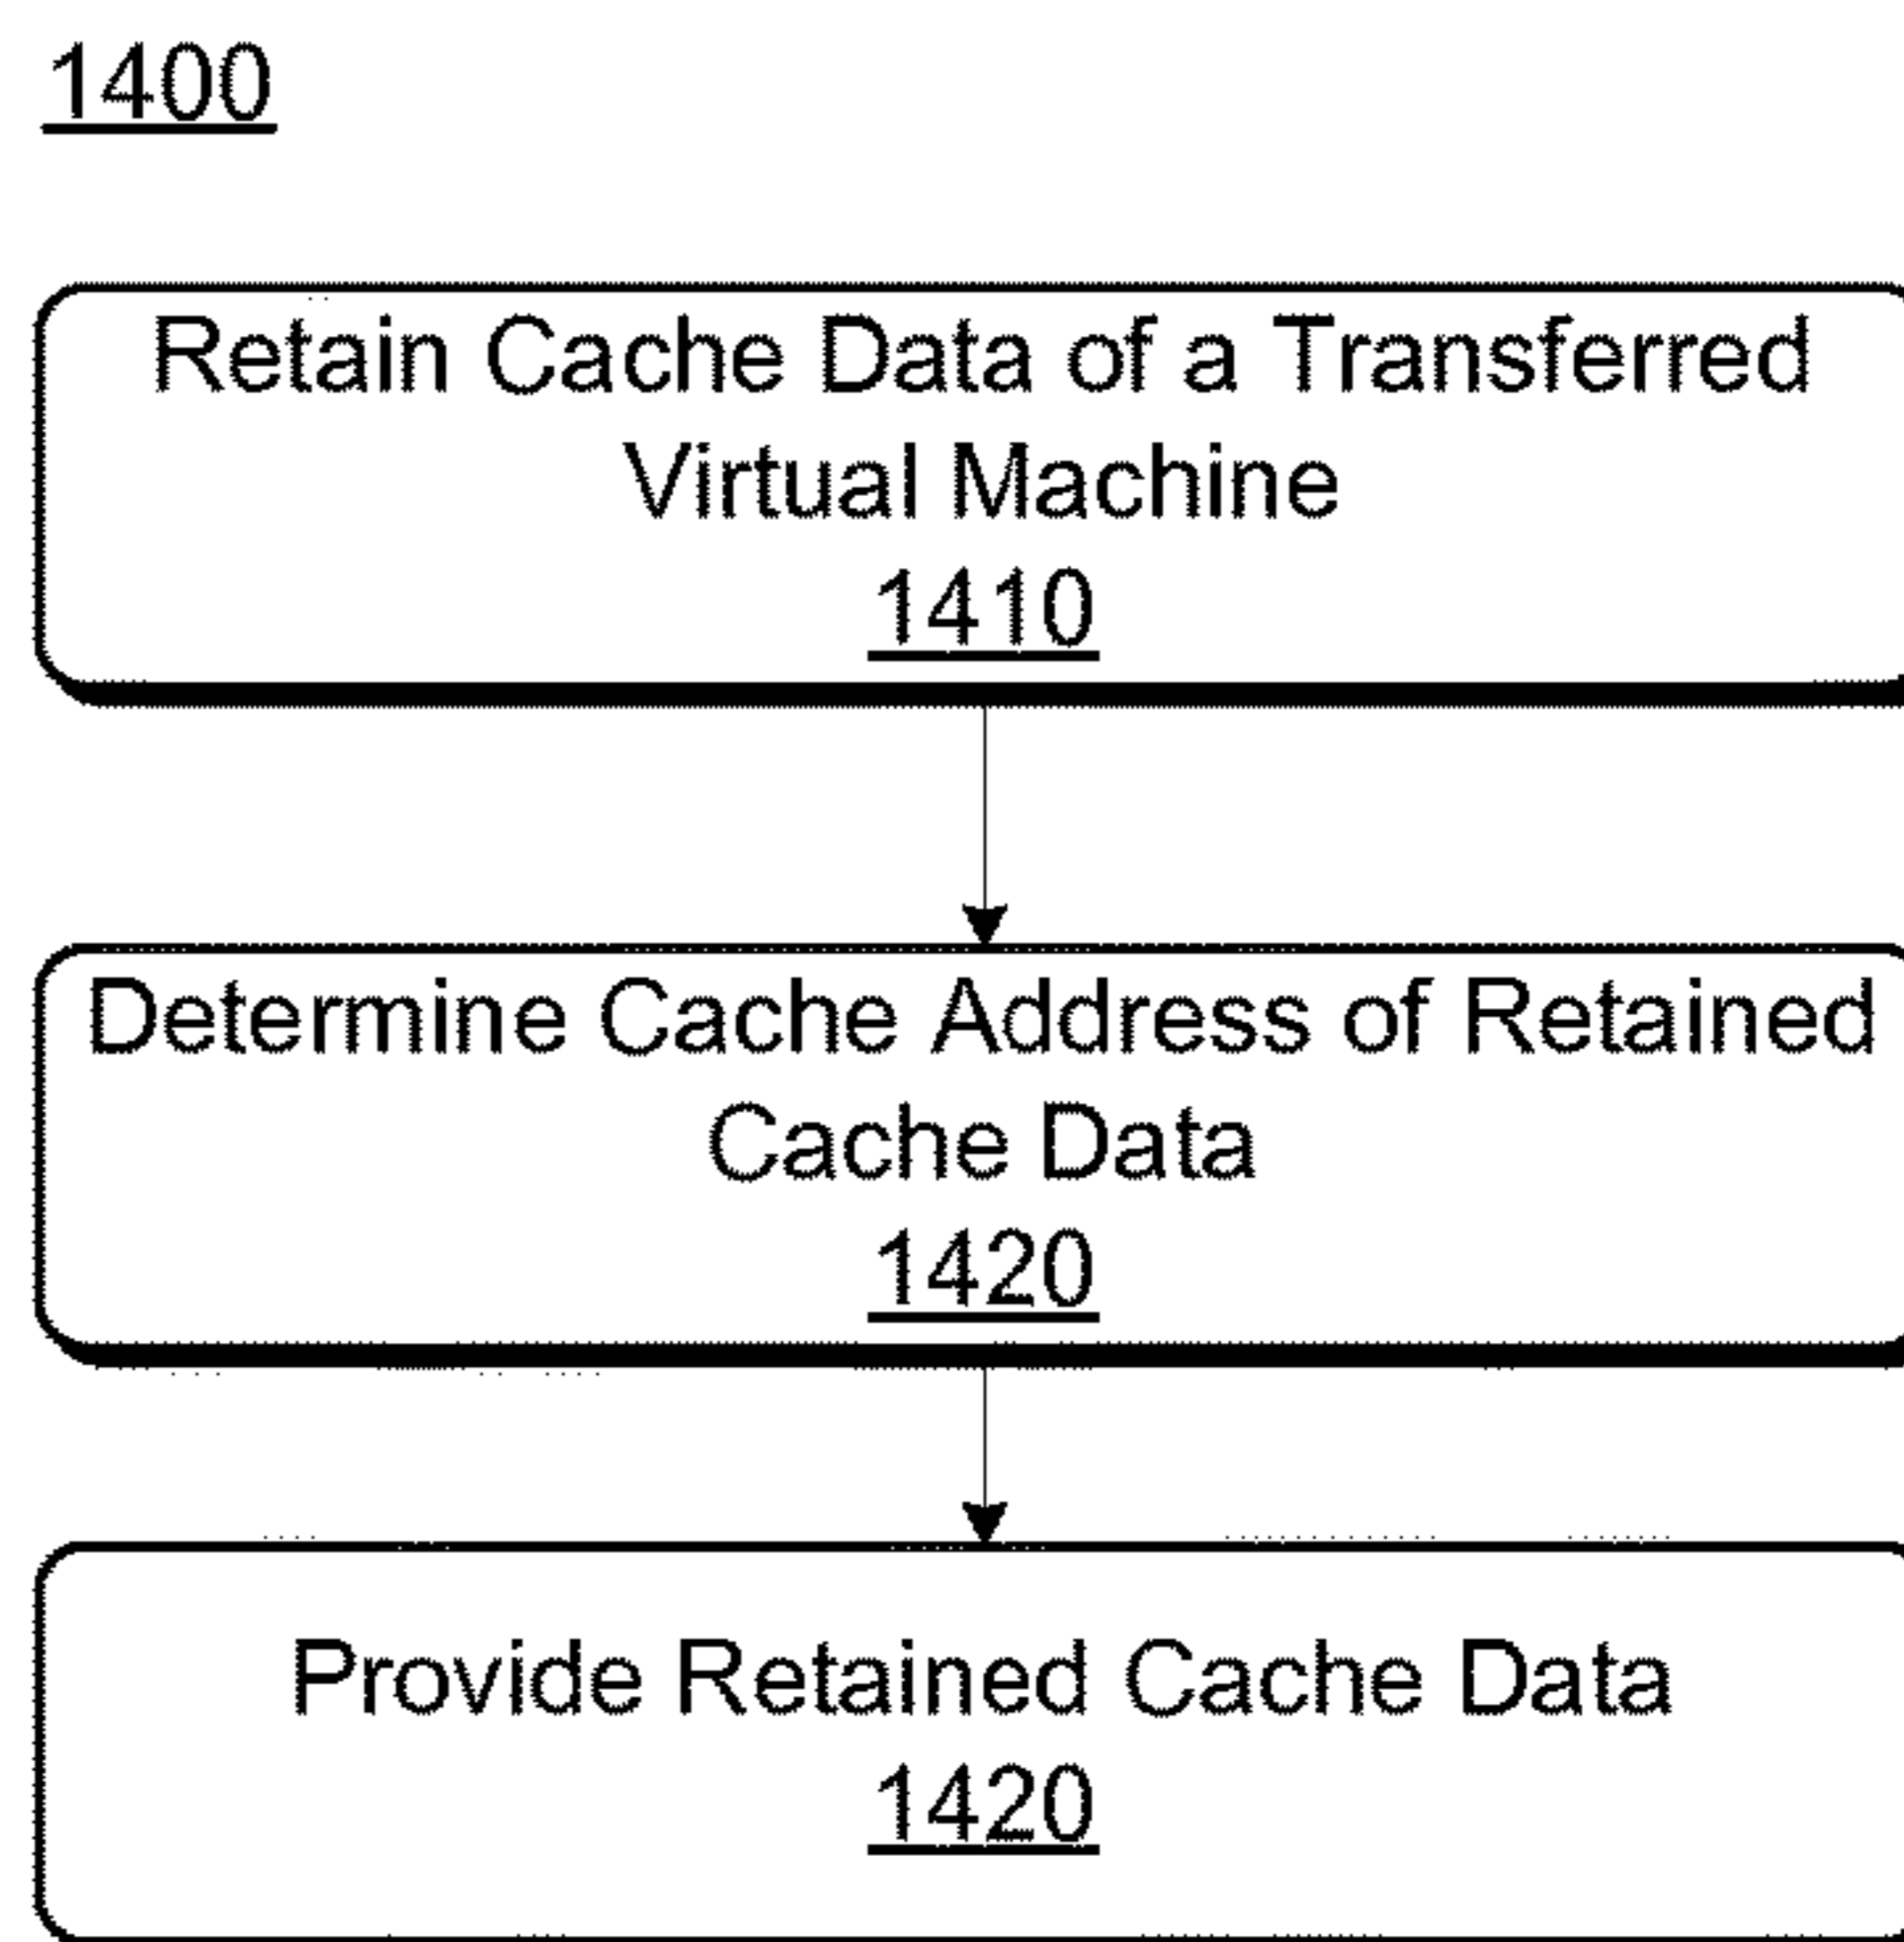 1400
Retain Cache Data of a Transferred
Virtual Machine
1410
Determine Cache Address of Retained
Cache Data
1420
Provide Retained Cache Data
1420